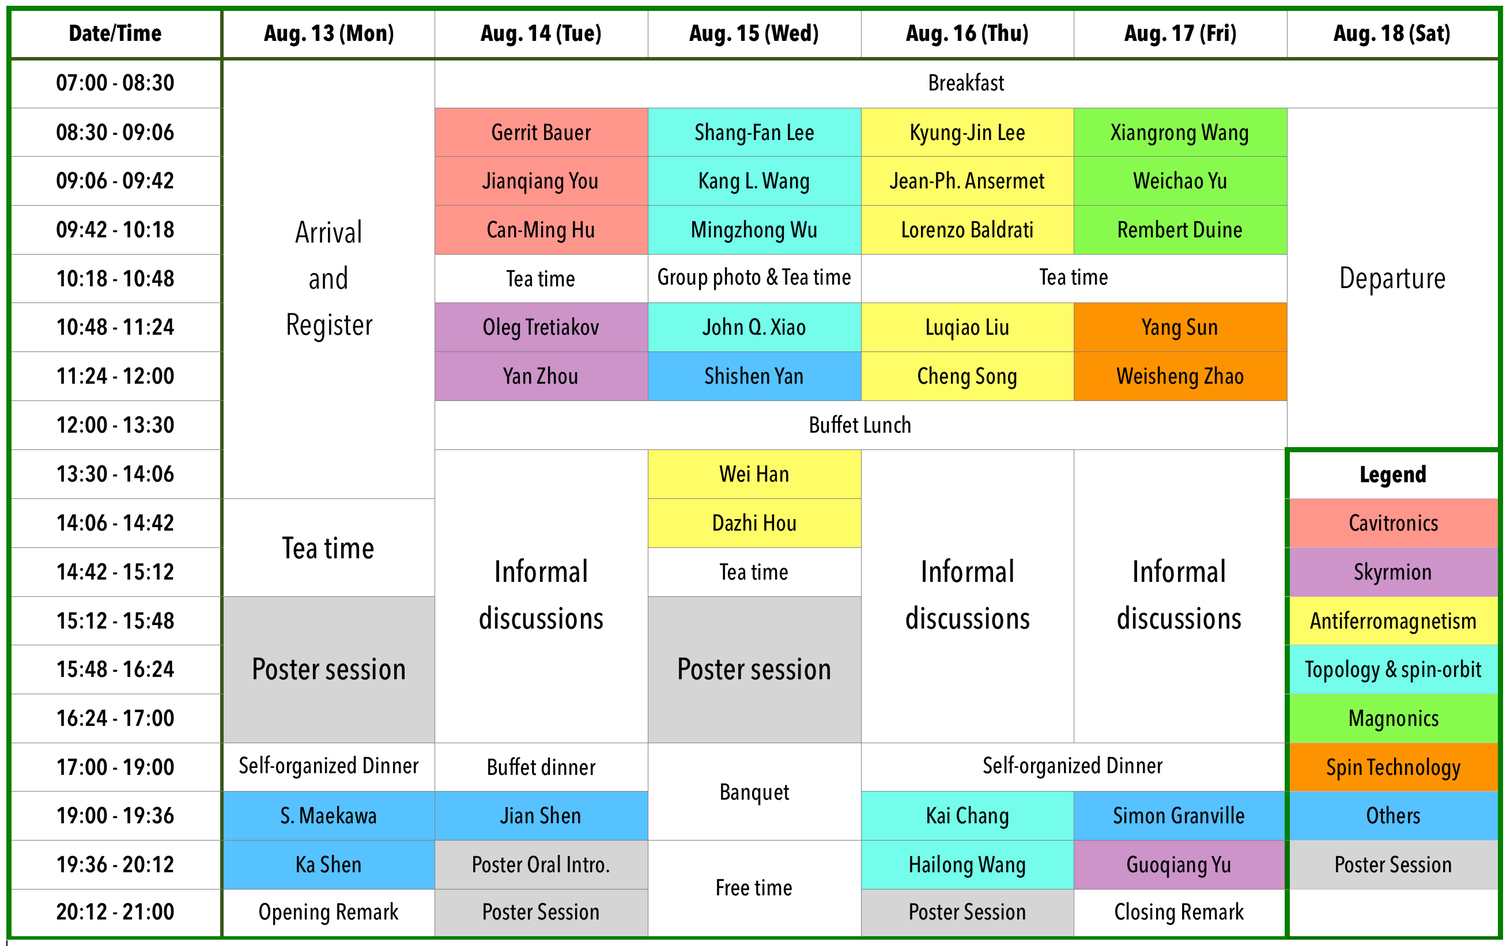 Date/Time Aug. 13 (Mon) Aug. 14 (Tue) Aug. 15 (Wed) Aug. 16 (Thu) Aug. 17 (Fri) Aug. 18 (Sat)
07:00 - 08:30 Breakfast
08:30 - 09:06 Gerrit Bauer Shang-Fan Lee Kyung-Jin Lee Xiangrong Wang
09:06 - 09:42 Jianqiang You Kang L. Wang Jean-Ph. Ansermet Weichao Yu
09:42 - 10:18 Arrival Can-Ming Hu Mingzhong Wu Lorenzo Baldrati Rembert Duine
10:18 - 10:48 and Tea time Group photo & Tea time Tea time Departure
10:48 - 11:24 Register Oleg Tretiakov John Q. Xiao Luqiao Liu Yang Sun
11:24 - 12:00 Yan Zhou Shishen Yan Cheng Song Weisheng Zhao
12:00 - 13:30 Buffet Lunch
13:30 - 14:06 Wei Han Legend
14:06 - 14:42 Tea time Dazhi Hou Cavitronics
14:42 - 15:12 Informal Tea time Informal Informal Skyrmion
15:12 - 15:48 discussions discussions discussions Antiferromagnetism
15:48 - 16:24 Poster session Poster session Topology & spin-orbit
16:24 - 17:00 Magnonics
17:00 - 19:00 Self-organized Dinner Buffet dinner Banquet Self-organized Dinner Spin Technology
19:00 - 19:36 S. Maekawa Jian Shen Kai Chang Simon Granville Others
19:36 - 20:12 Ka Shen Poster Oral Intro. Free time Hailong Wang Guoqiang Yu Poster Session
20:12 - 21:00 Opening Remark Poster Session Poster Session Closing Remark